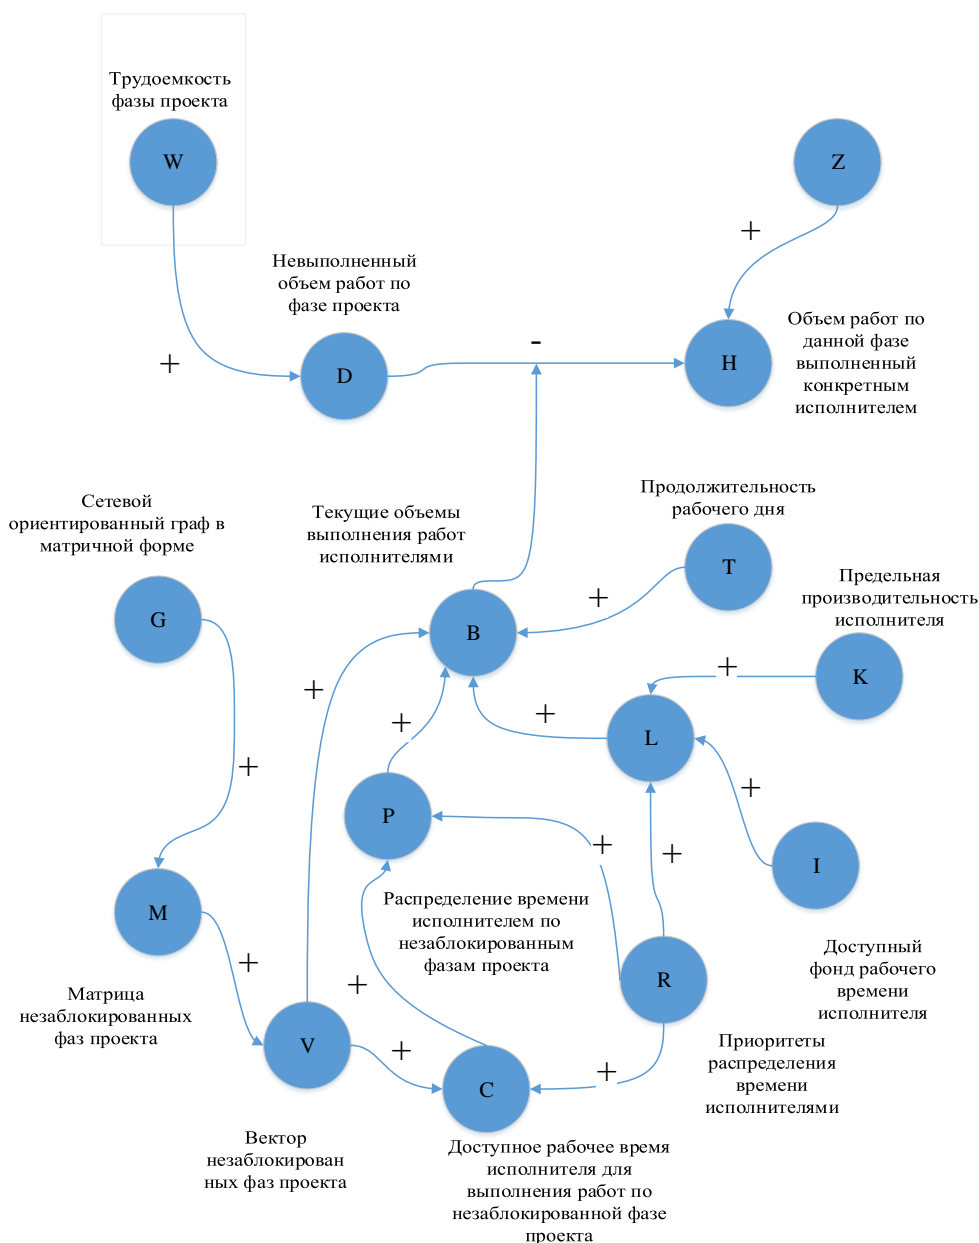 Трудоемкость
фазы проекта
W
Z
+
Невыполненный
объем работ по
фазе проекта
+
D
-
H
Объем работ по
данной фазе
выполненный
конкретным
исполнителем
Сетевой
ориентированный граф в
матричной форме
G
Текущие объемы
выполнения работ
исполнителями
Продолжительность
рабочего дня
T
+
B
Предельная
производительность
исполнителя
K
+
+
+
+
L
+
+
P
+
+
I
M
+
Распределение времени
исполнителем по
незаблокированным
фазам проекта
R
Доступный
фонд рабочего
времени
исполнителя
Матрица
незаблокированных
фаз проекта
+
V
+
C
+
Приоритеты
распределения
времени
исполнителями
Вектор
незаблокирован
ных фаз проекта
Доступное рабочее время
исполнителя для
выполнения работ по
незаблокированной фазе
проекта